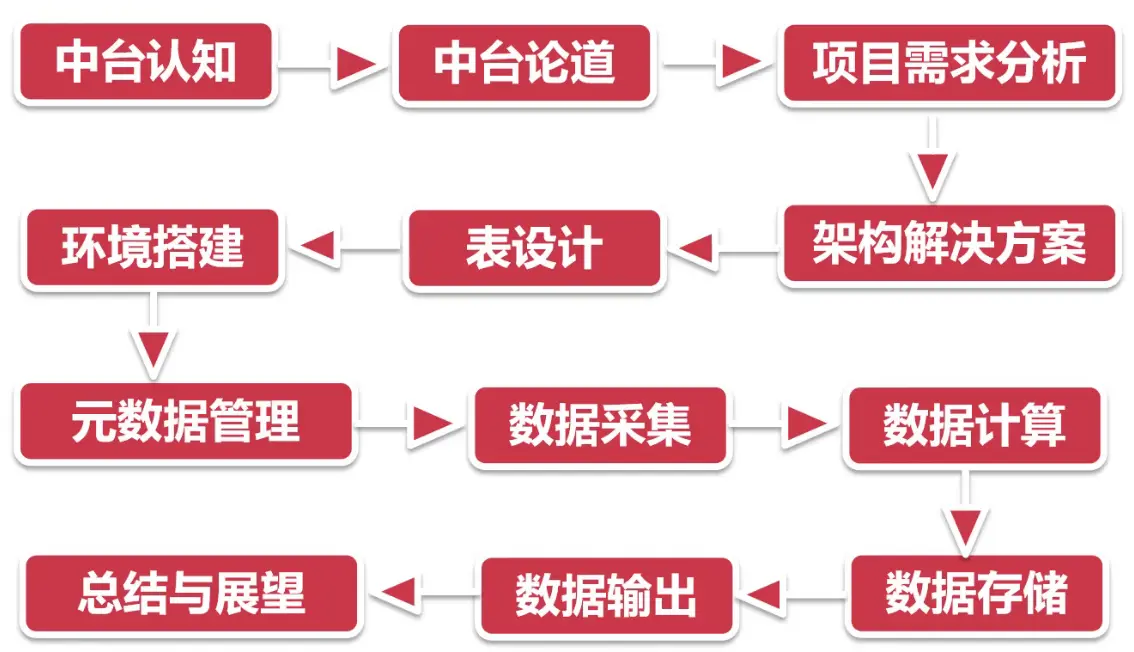 中台认知
中台论道
项目需求分析
架构解决方案
表设计
环境搭建
元数据管理
数据采集
数据计算
数据存储
数据输出
总结与展望